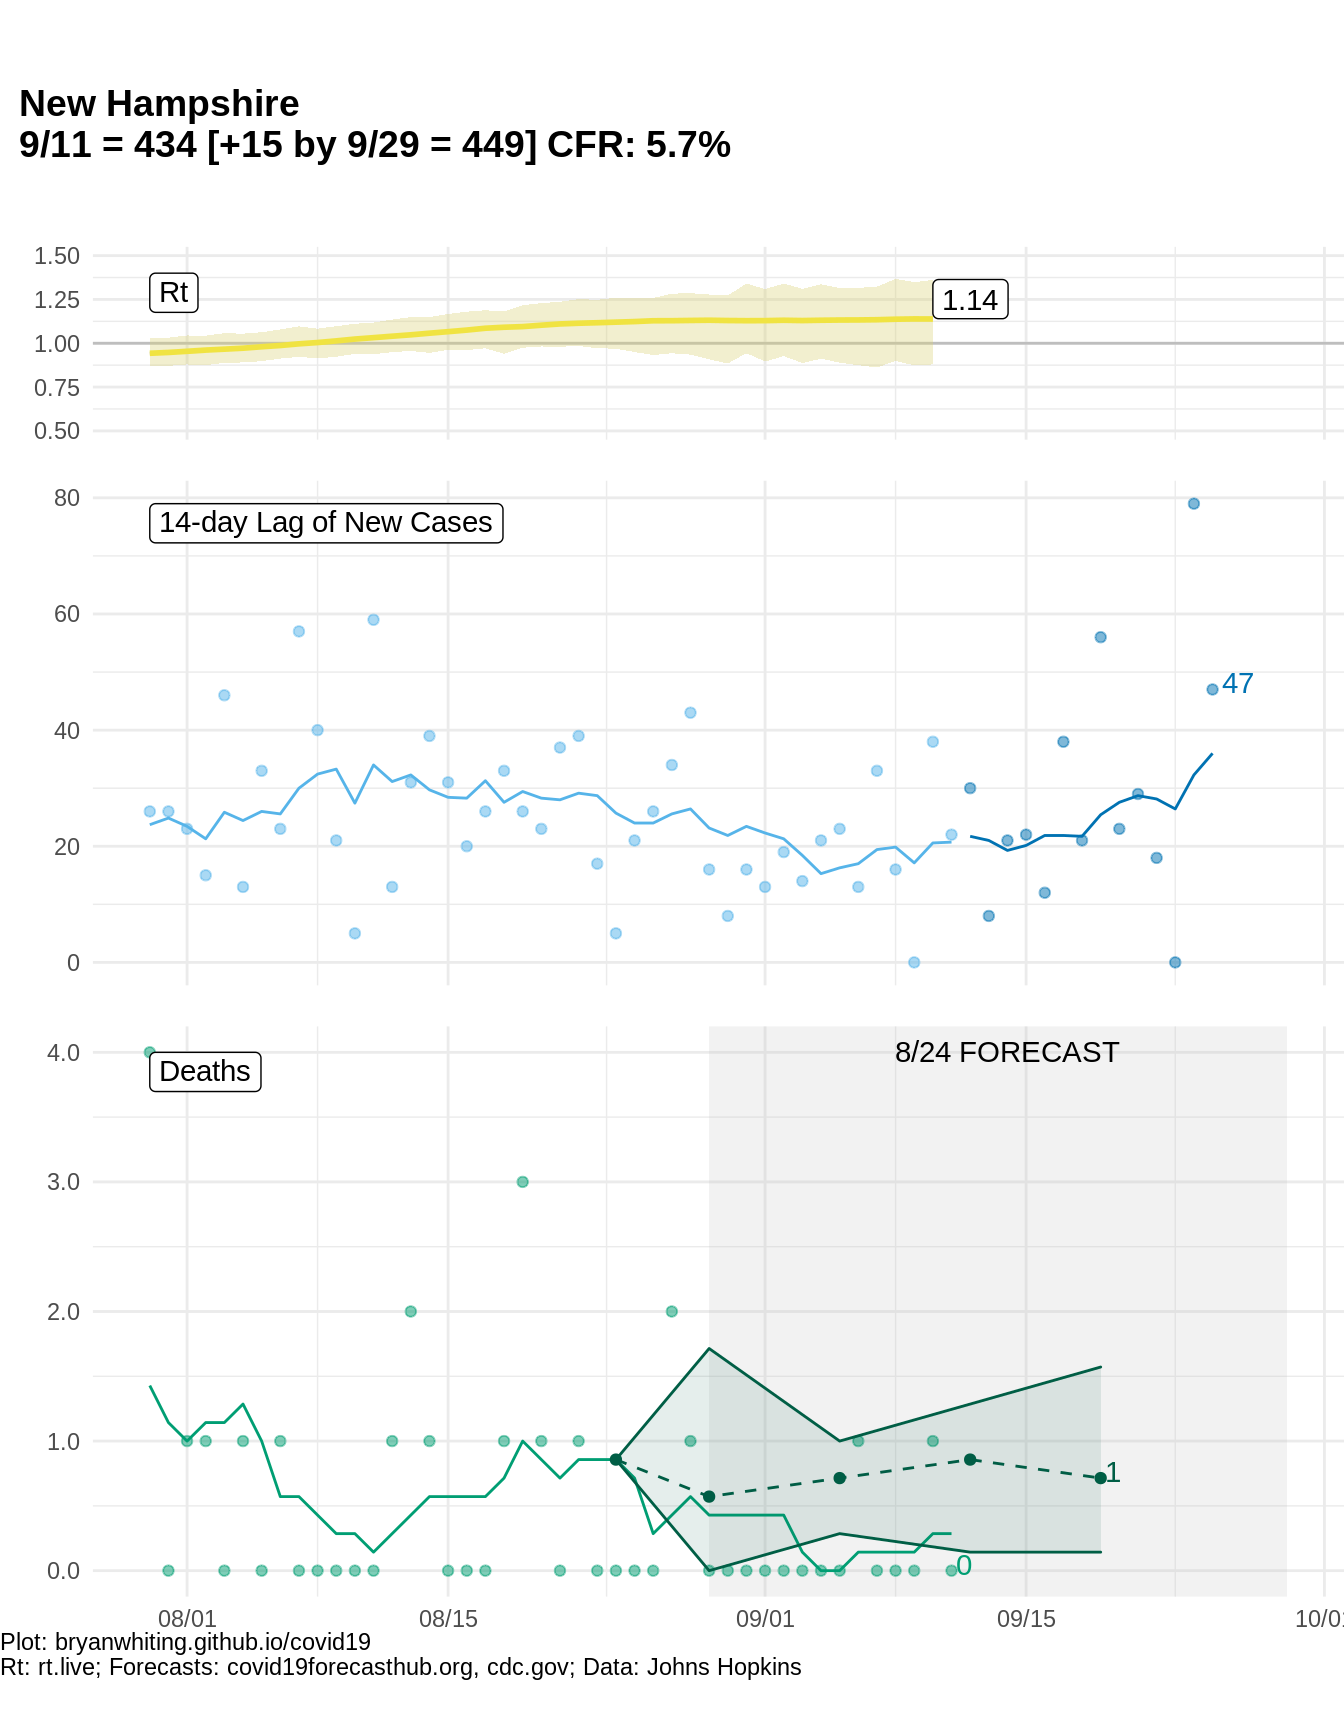 New Hampshire
9/11 = 434 [+15 by 9/29 = 449] CFR: 5.7%
1.50
1.25
1.00
0.75
0.50
Rt
1.14
80
60
40
20
0
14-day Lag of New Cases
47
4.0
3.0
2.0
1.0
0.0
Deaths
8/24 FORECAST
1
0
08/01 08/15 09/01 09/15 10/01
Plot: bryanwhiting.github.io/covid19
Rt: rt.live; Forecasts: covid19forecasthub.org, cdc.gov; Data: Johns Hopkins